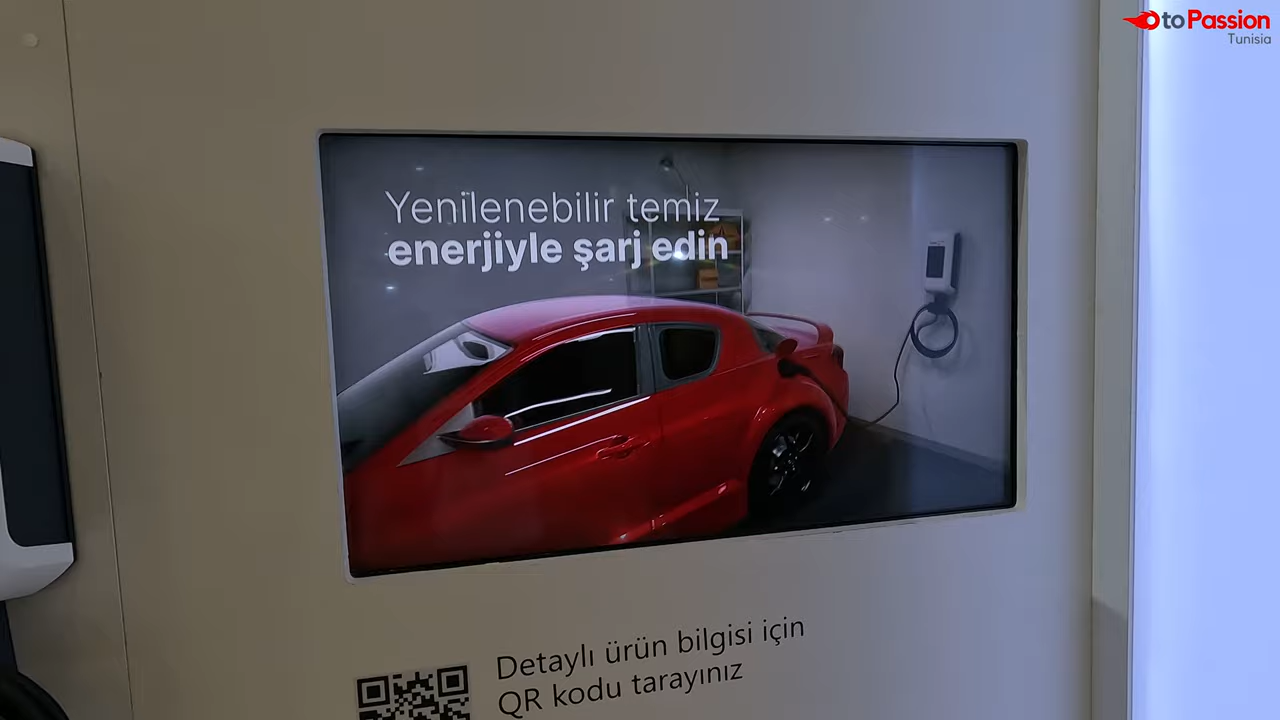 OtoPassion
Tunisia
Yenilenebilir temiz
enerjiyle şarj edin
Detaylı ürün bilgisi için
QR kodu tarayınız